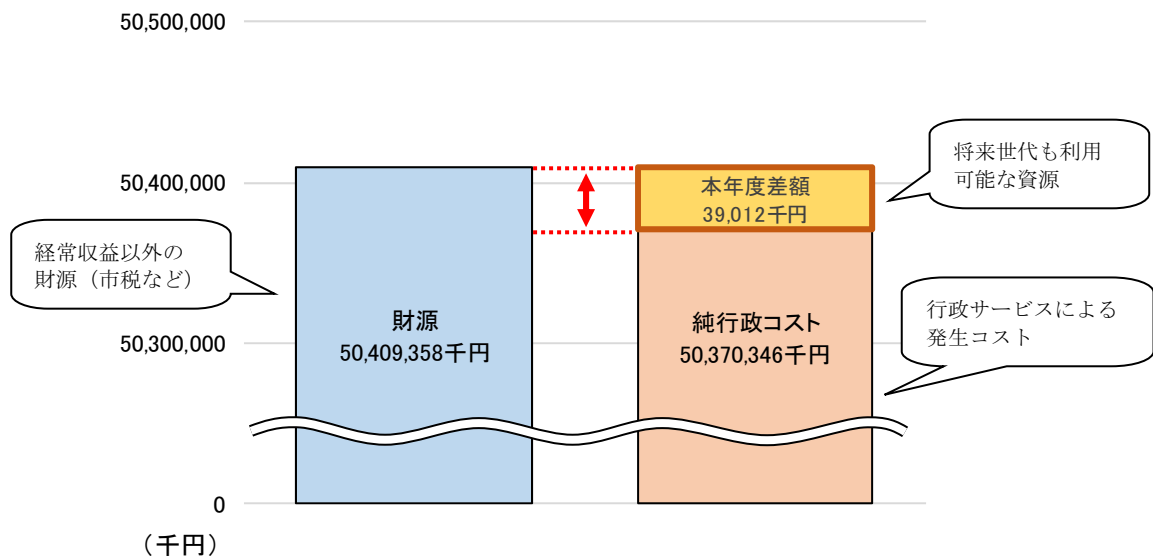 50,500,000
50,400,000
50,300,000
0
(千円)
経常収益以外の
財源（市税など）
財源
50,409,358千円
本年度差額
39,012千円
純行政コスト
50,370,346千円
将来世代も利用
可能な資源
行政サービスによる
発生コスト